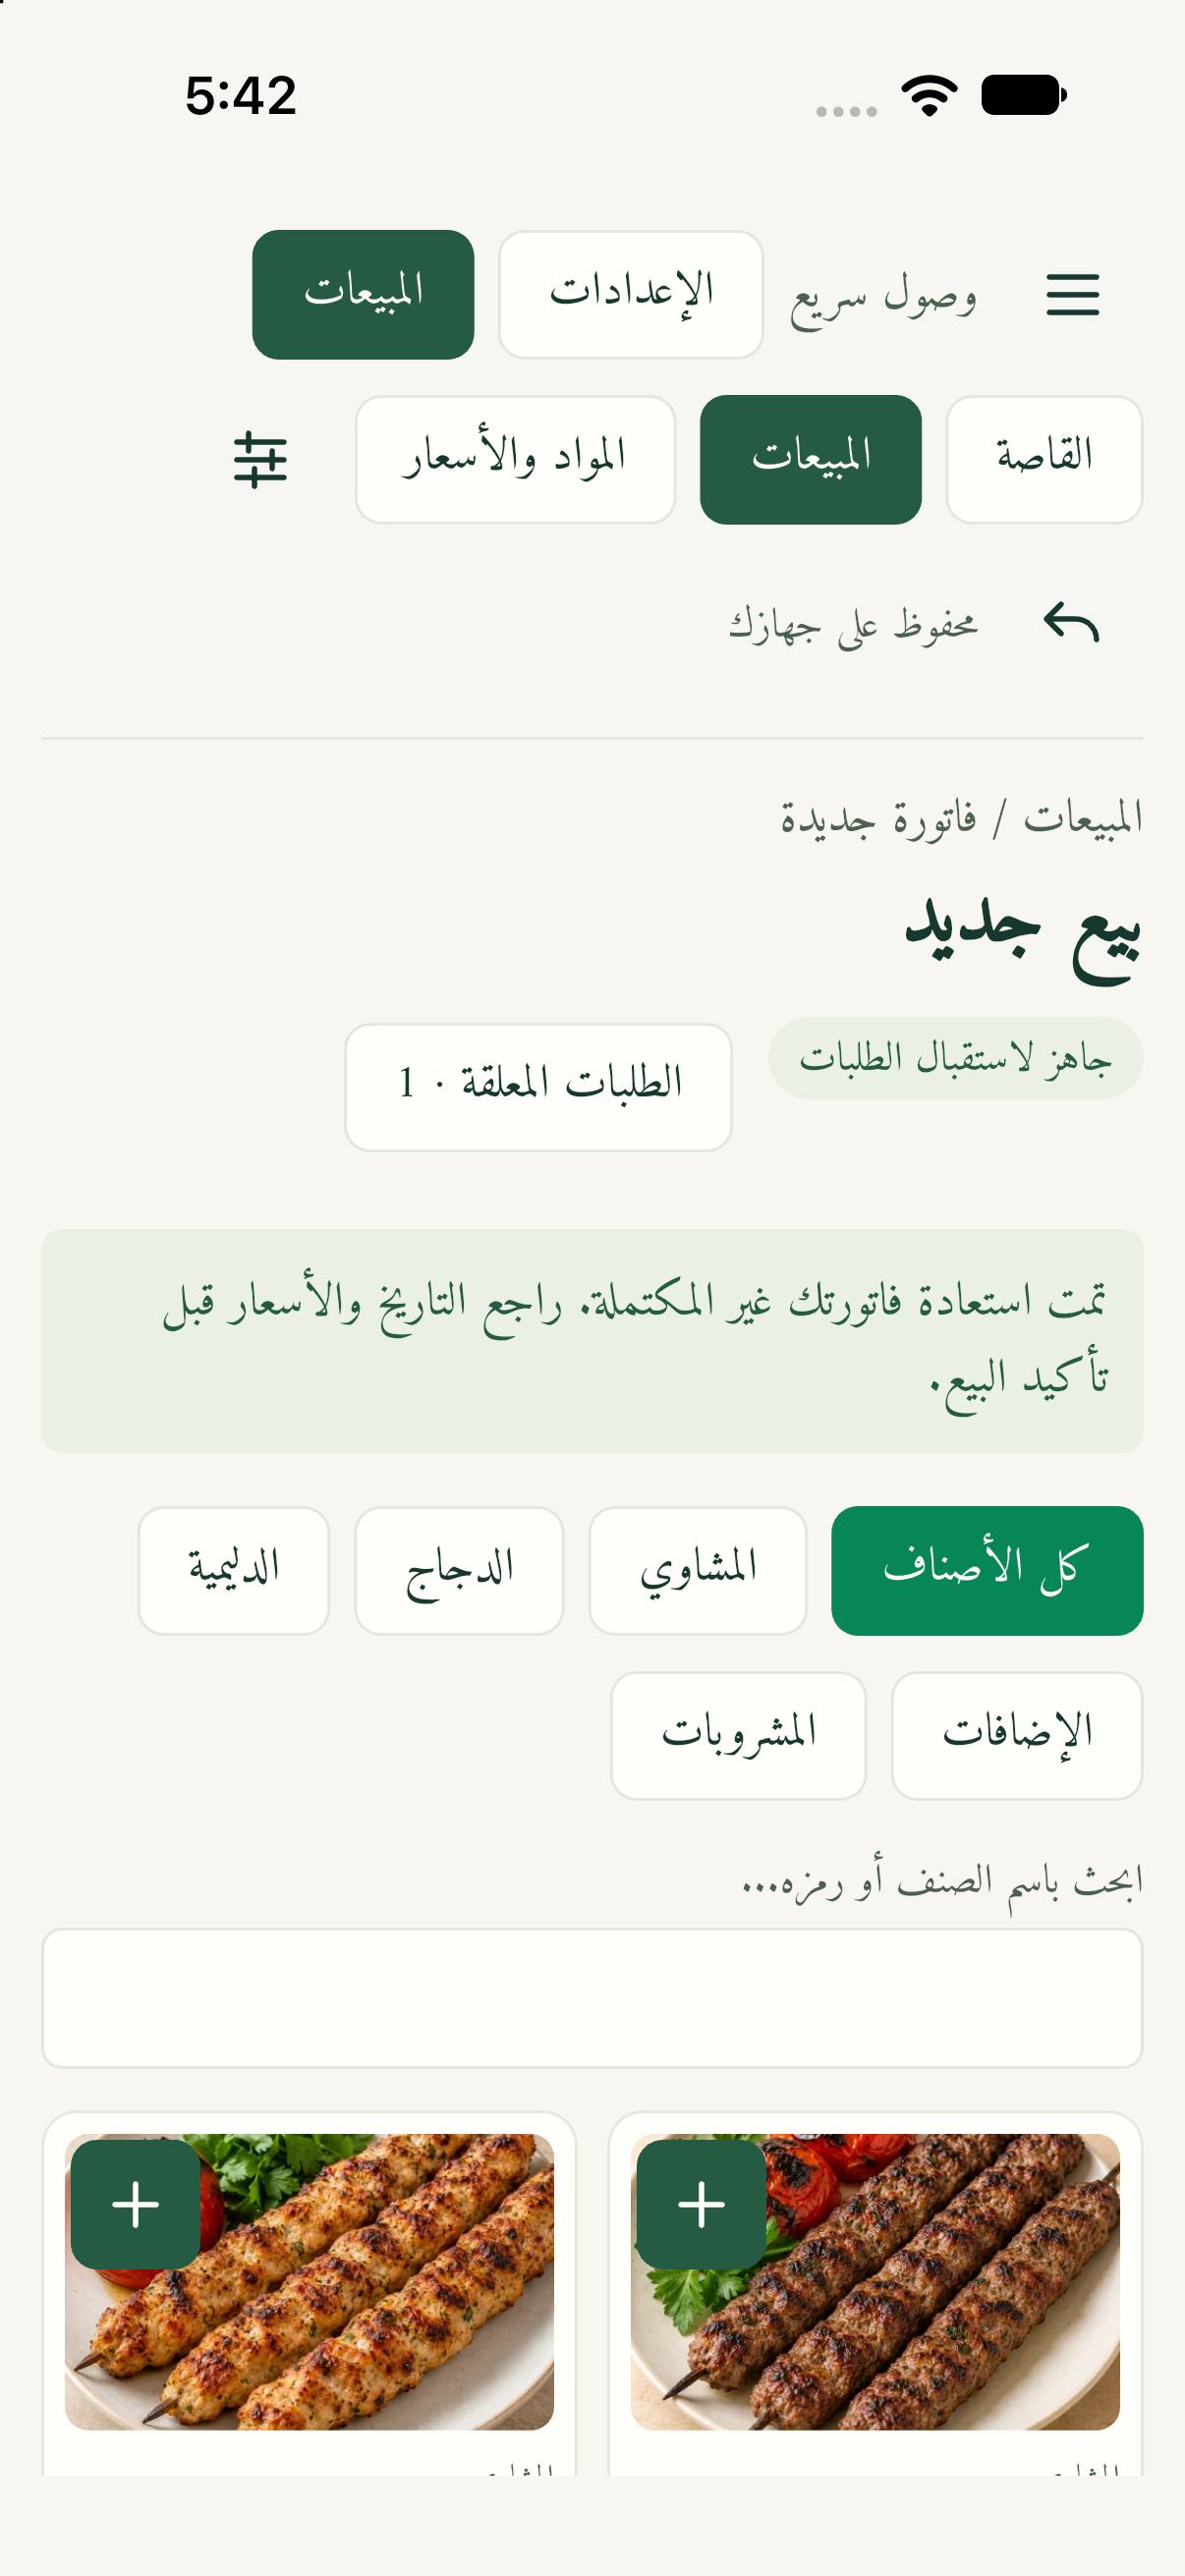 5:42
وصول سريع الإعدادات المبيعات
القاصة المبيعات المواد والأسعار
محفوظ على جهازك
المبيعات / فاتورة جديدة
بيع جديد
جاهز لاستقبال الطلبات
الطلبات المعلقة · 1
تمت استعادة فاتورتك غير المكتملة. راجع التاريخ والأسعار قبل
تأكيد البيع.
كل الأصناف المشاوي الدجاج الدليمية
الإضافات المشروبات
ابحث باسم الصنف أو رمزه...